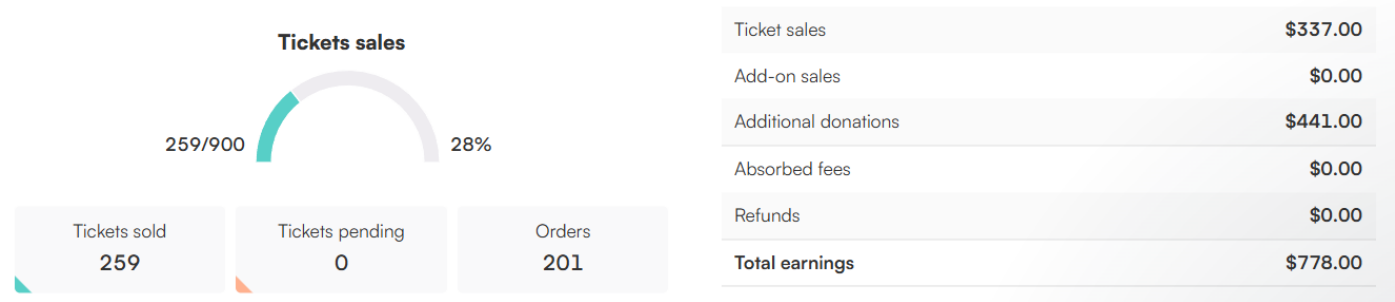 Tickets sales
259/900
28%
Tickets sold
259
Tickets pending
0
Orders
201
Ticket sales $337.00
Add-on sales $0.00
Additional donations $441.00
Absorbed fees $0.00
Refunds $0.00
Total earnings $778.00